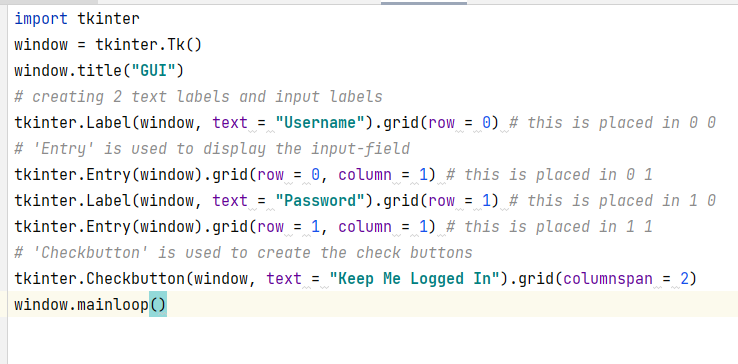 import tkinter
window = tkinter.Tk()
window.title("GUI")
# creating 2 text labels and input labels
tkinter.Label(window, text = "Username").grid(row = 0) # this is placed in 0 0
# 'Entry' is used to display the input-field
tkinter.Entry(window).grid(row = 0, column = 1) # this is placed in 0 1
tkinter.Label(window, text = "Password").grid(row = 1) # this is placed in 1 0
tkinter.Entry(window).grid(row = 1, column = 1) # this is placed in 1 1
# 'Checkbutton' is used to create the check buttons
tkinter.Checkbutton(window, text = "Keep Me Logged In").grid(columnspan = 2)
window.mainloop()